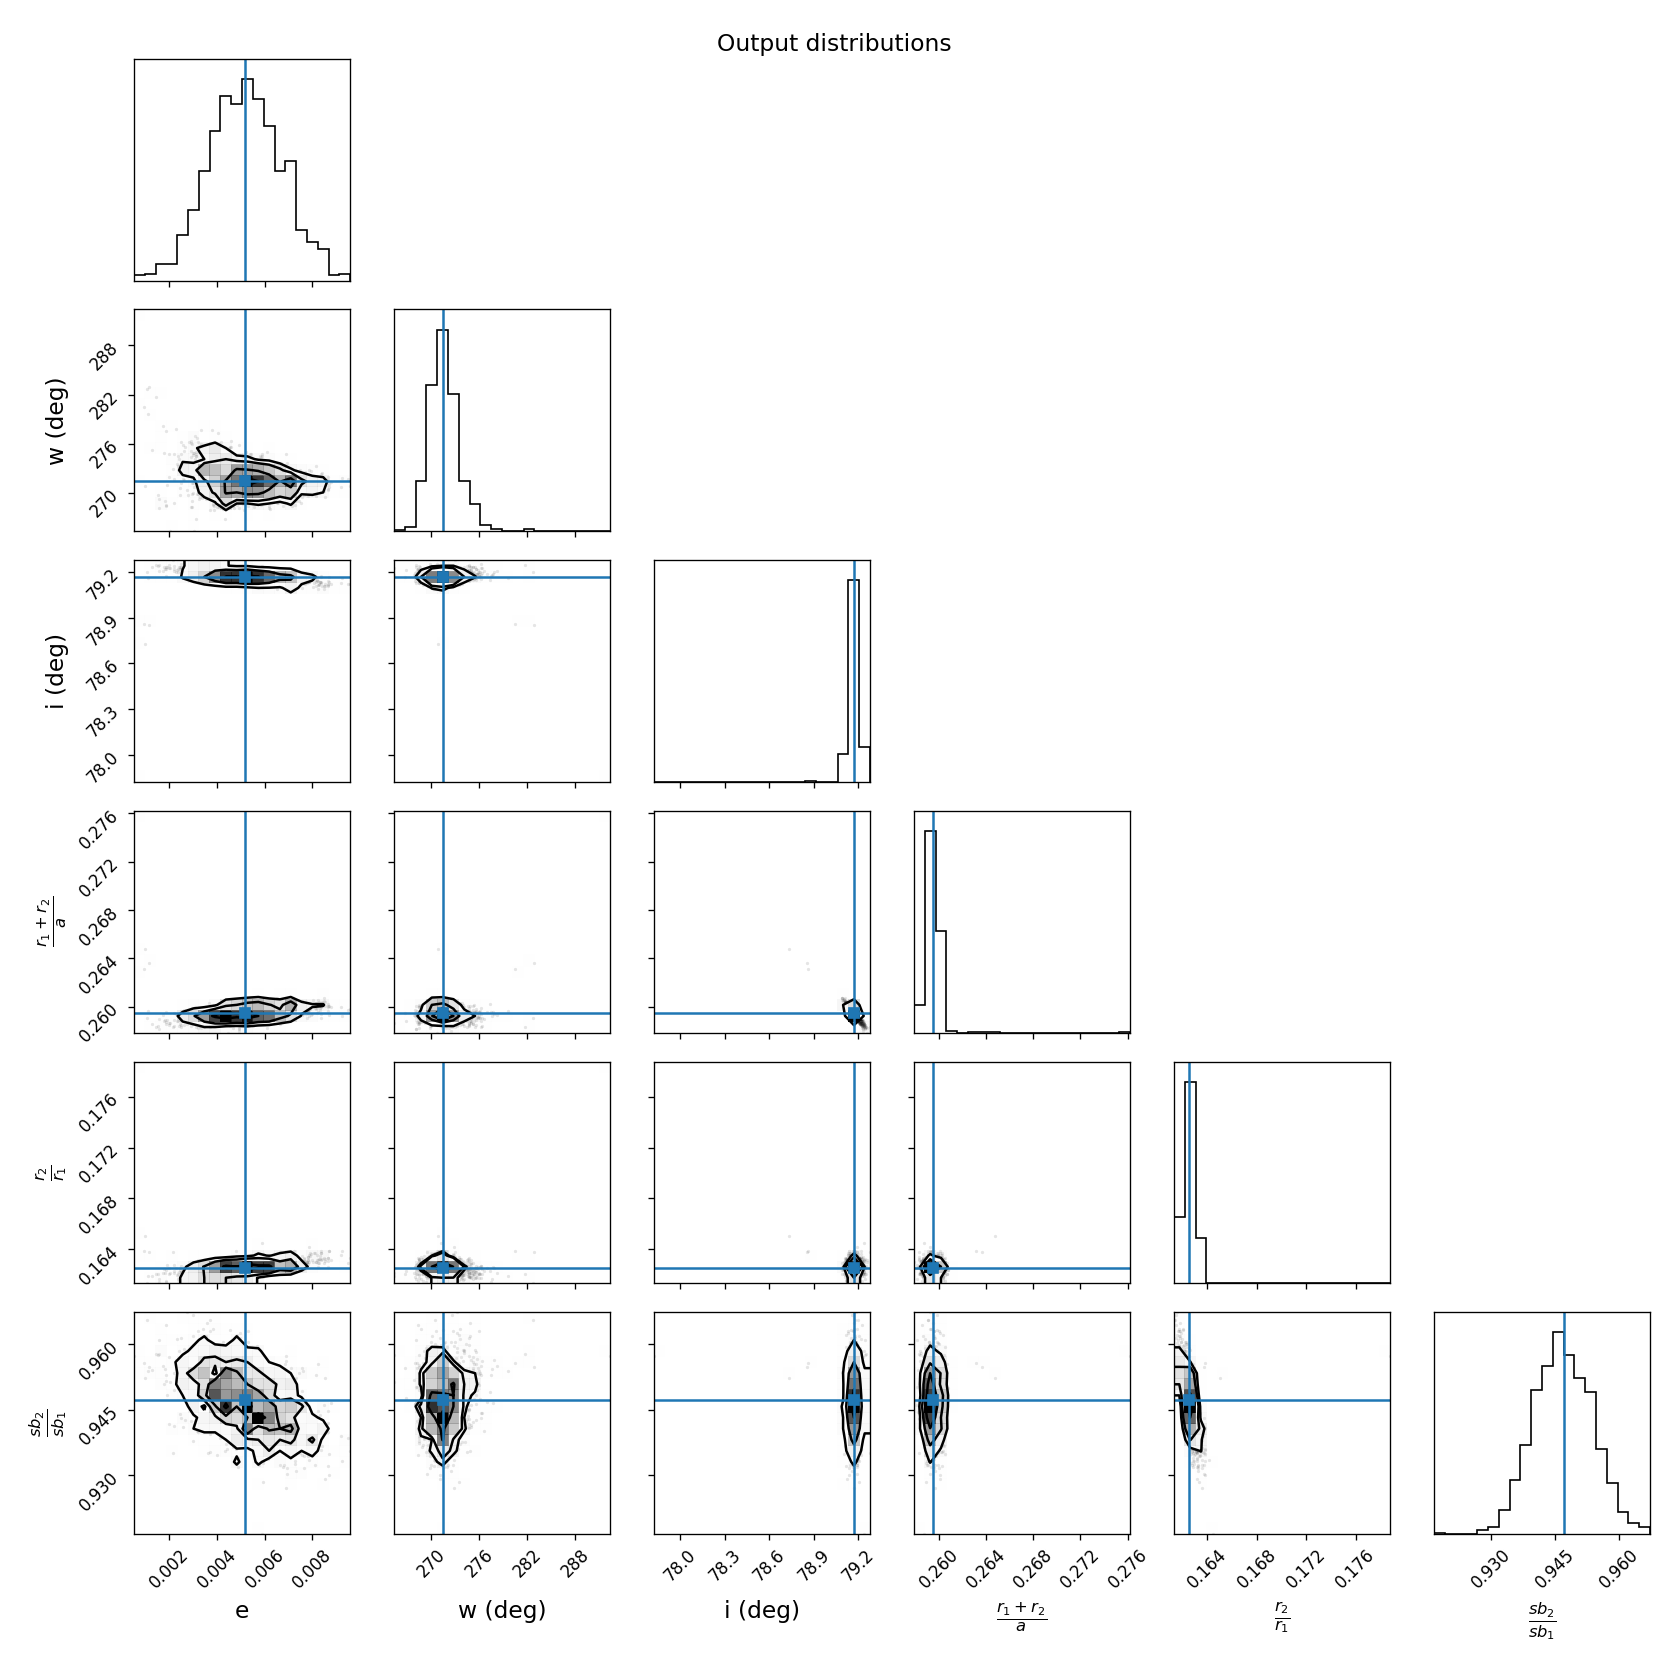 Output distributions
w (deg)
288
282
276
270
i (deg)
79.2
78.9
78.6
78.3
78.0
r₁ + r₂
a
0.276
0.272
0.268
0.264
0.260
r₂
r₁
0.176
0.172
0.168
0.164
sb₂
sb₁
0.960
0.945
0.930
0.002 0.004 0.006 0.008 270 276 282 288 78.0 78.3 78.6 78.9 79.2 0.260 0.264 0.268 0.272 0.276 0.164 0.168 0.172 0.176 0.930 0.945 0.960
e w (deg) i (deg) r₁ + r₂ r₂ sb₂
a r₁ sb₁